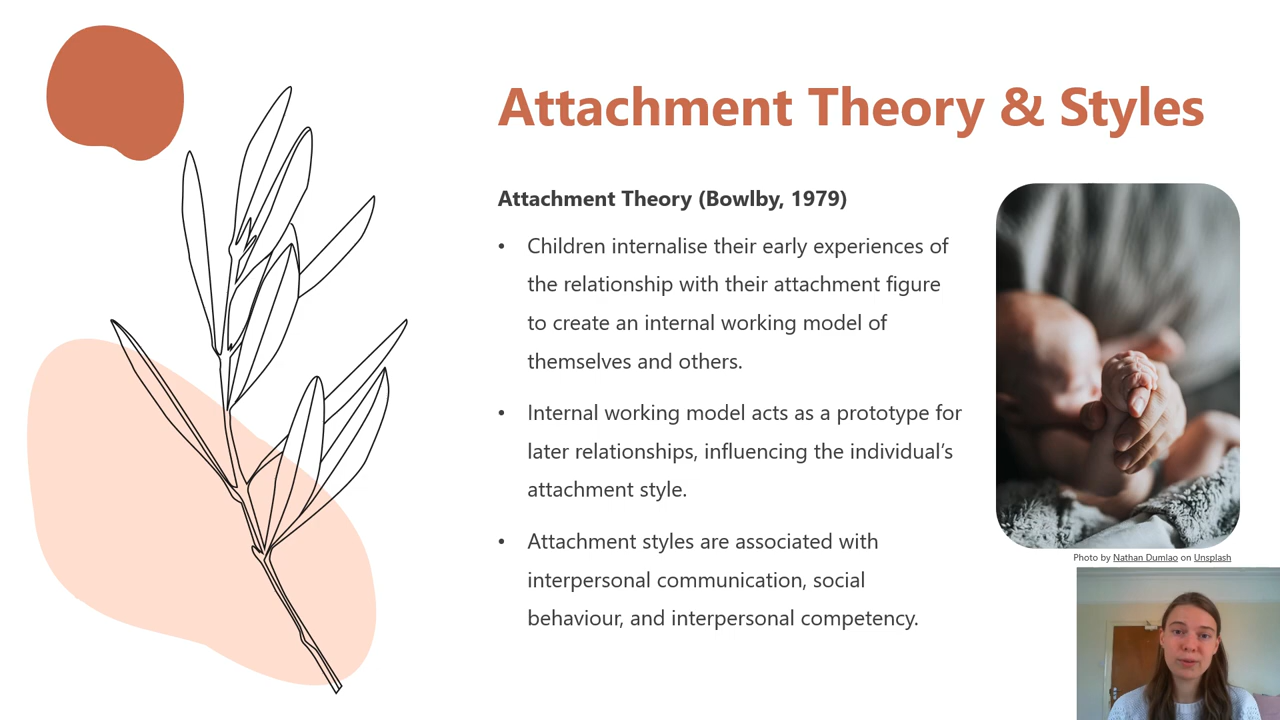 Attachment Theory & Styles
Attachment Theory (Bowlby, 1979)
• Children internalise their early experiences of
the relationship with their attachment figure
to create an internal working model of
themselves and others.
• Internal working model acts as a prototype for
later relationships, influencing the individual’s
attachment style.
• Attachment styles are associated with
interpersonal communication, social
behaviour, and interpersonal competency.
Photo by Nathan Dumlao on Unsplash